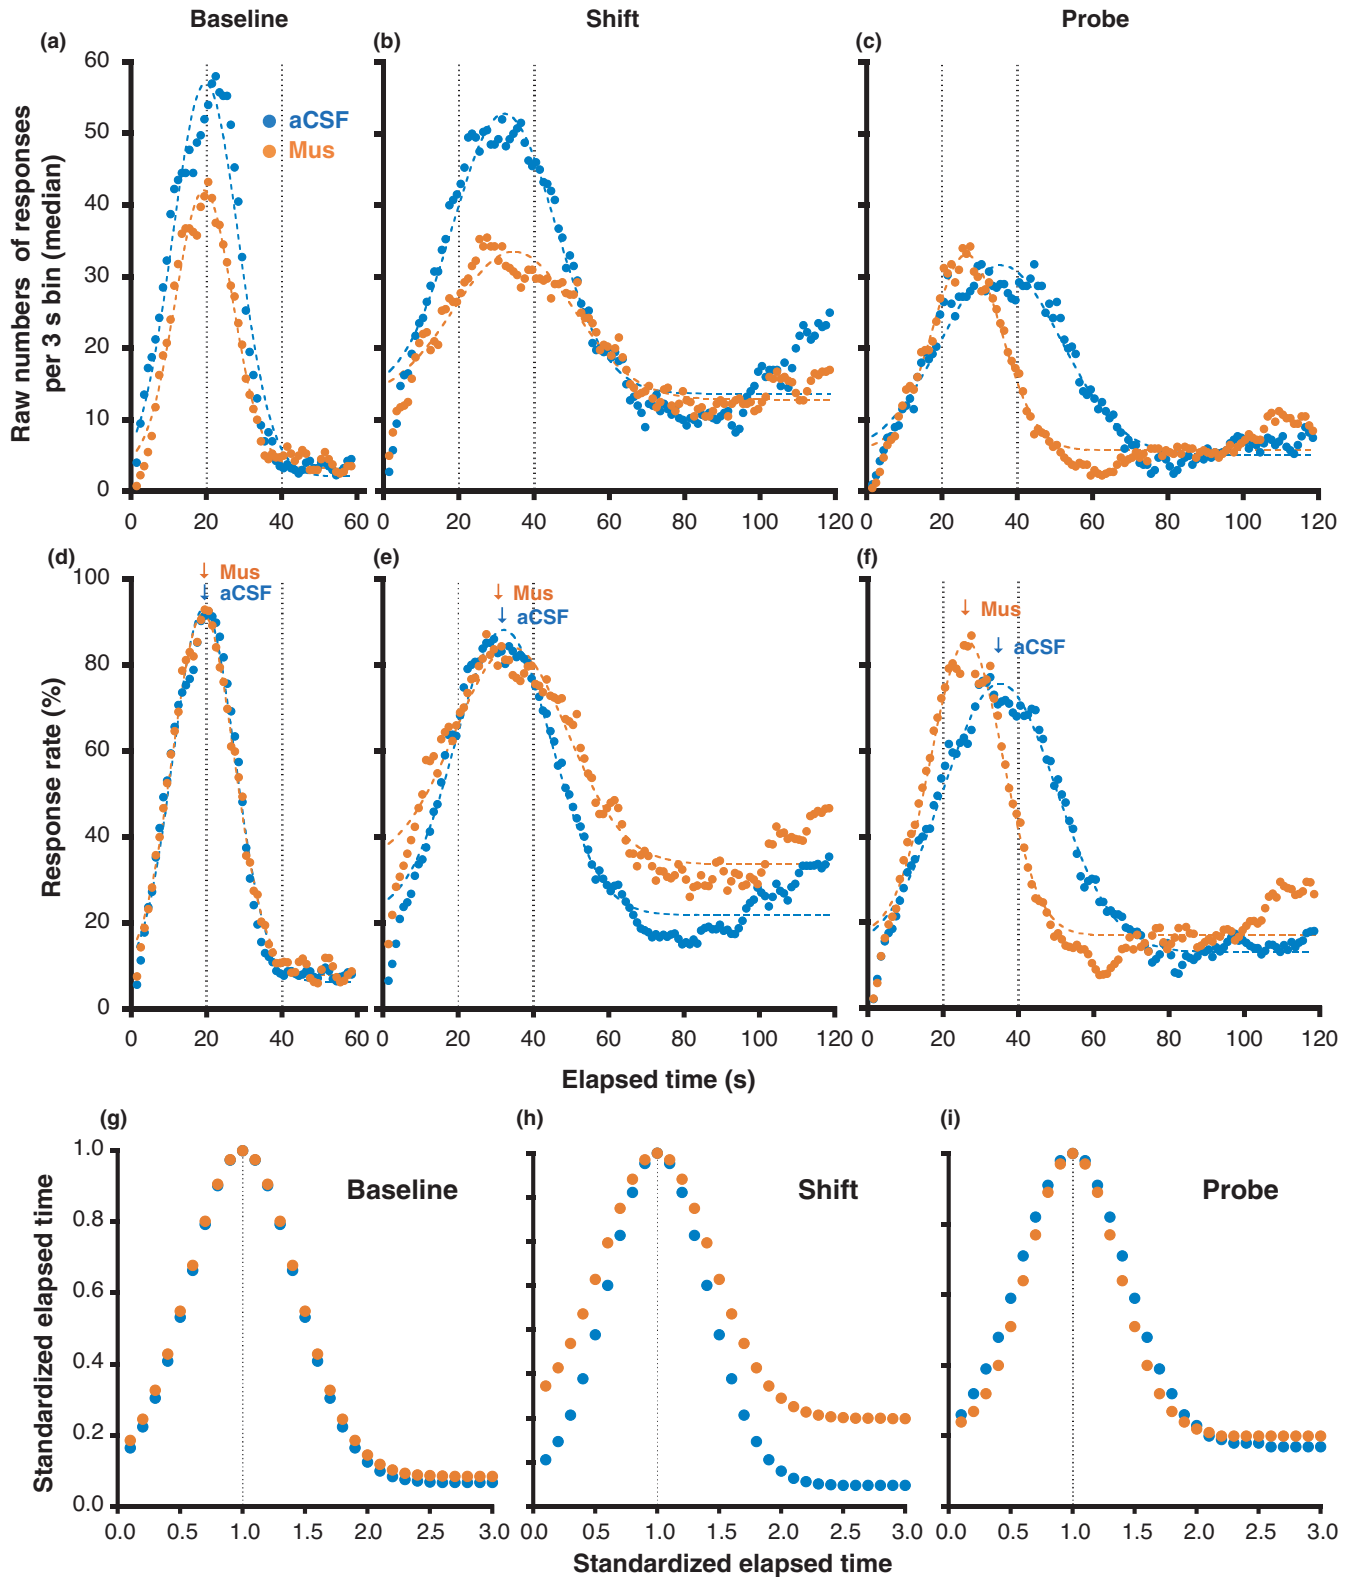 Baseline Shift Probe
(a) (b) (c)
Raw numbers of responses
per 3 s bin (median)
60
50
40
30
20
10
0
aCSF
Mus
0 20 40 60 0 20 40 60 80 100 120 0 20 40 60 80 100 120
(d) (e) (f)
Response rate (%)
100
80
60
40
20
0
↓ Mus
↓ aCSF
↓ Mus
↓ aCSF
↓ Mus
↓ aCSF
0 20 40 60 0 20 40 60 80 100 120 0 20 40 60 80 100 120
Elapsed time (s)
(g) (h) (i)
Standardized elapsed time
1.0
0.8
0.6
0.4
0.2
0.0
Baseline Shift Probe
0.0 0.5 1.0 1.5 2.0 2.5 3.0 0.0 0.5 1.0 1.5 2.0 2.5 3.0 0.0 0.5 1.0 1.5 2.0 2.5 3.0
Standardized elapsed time